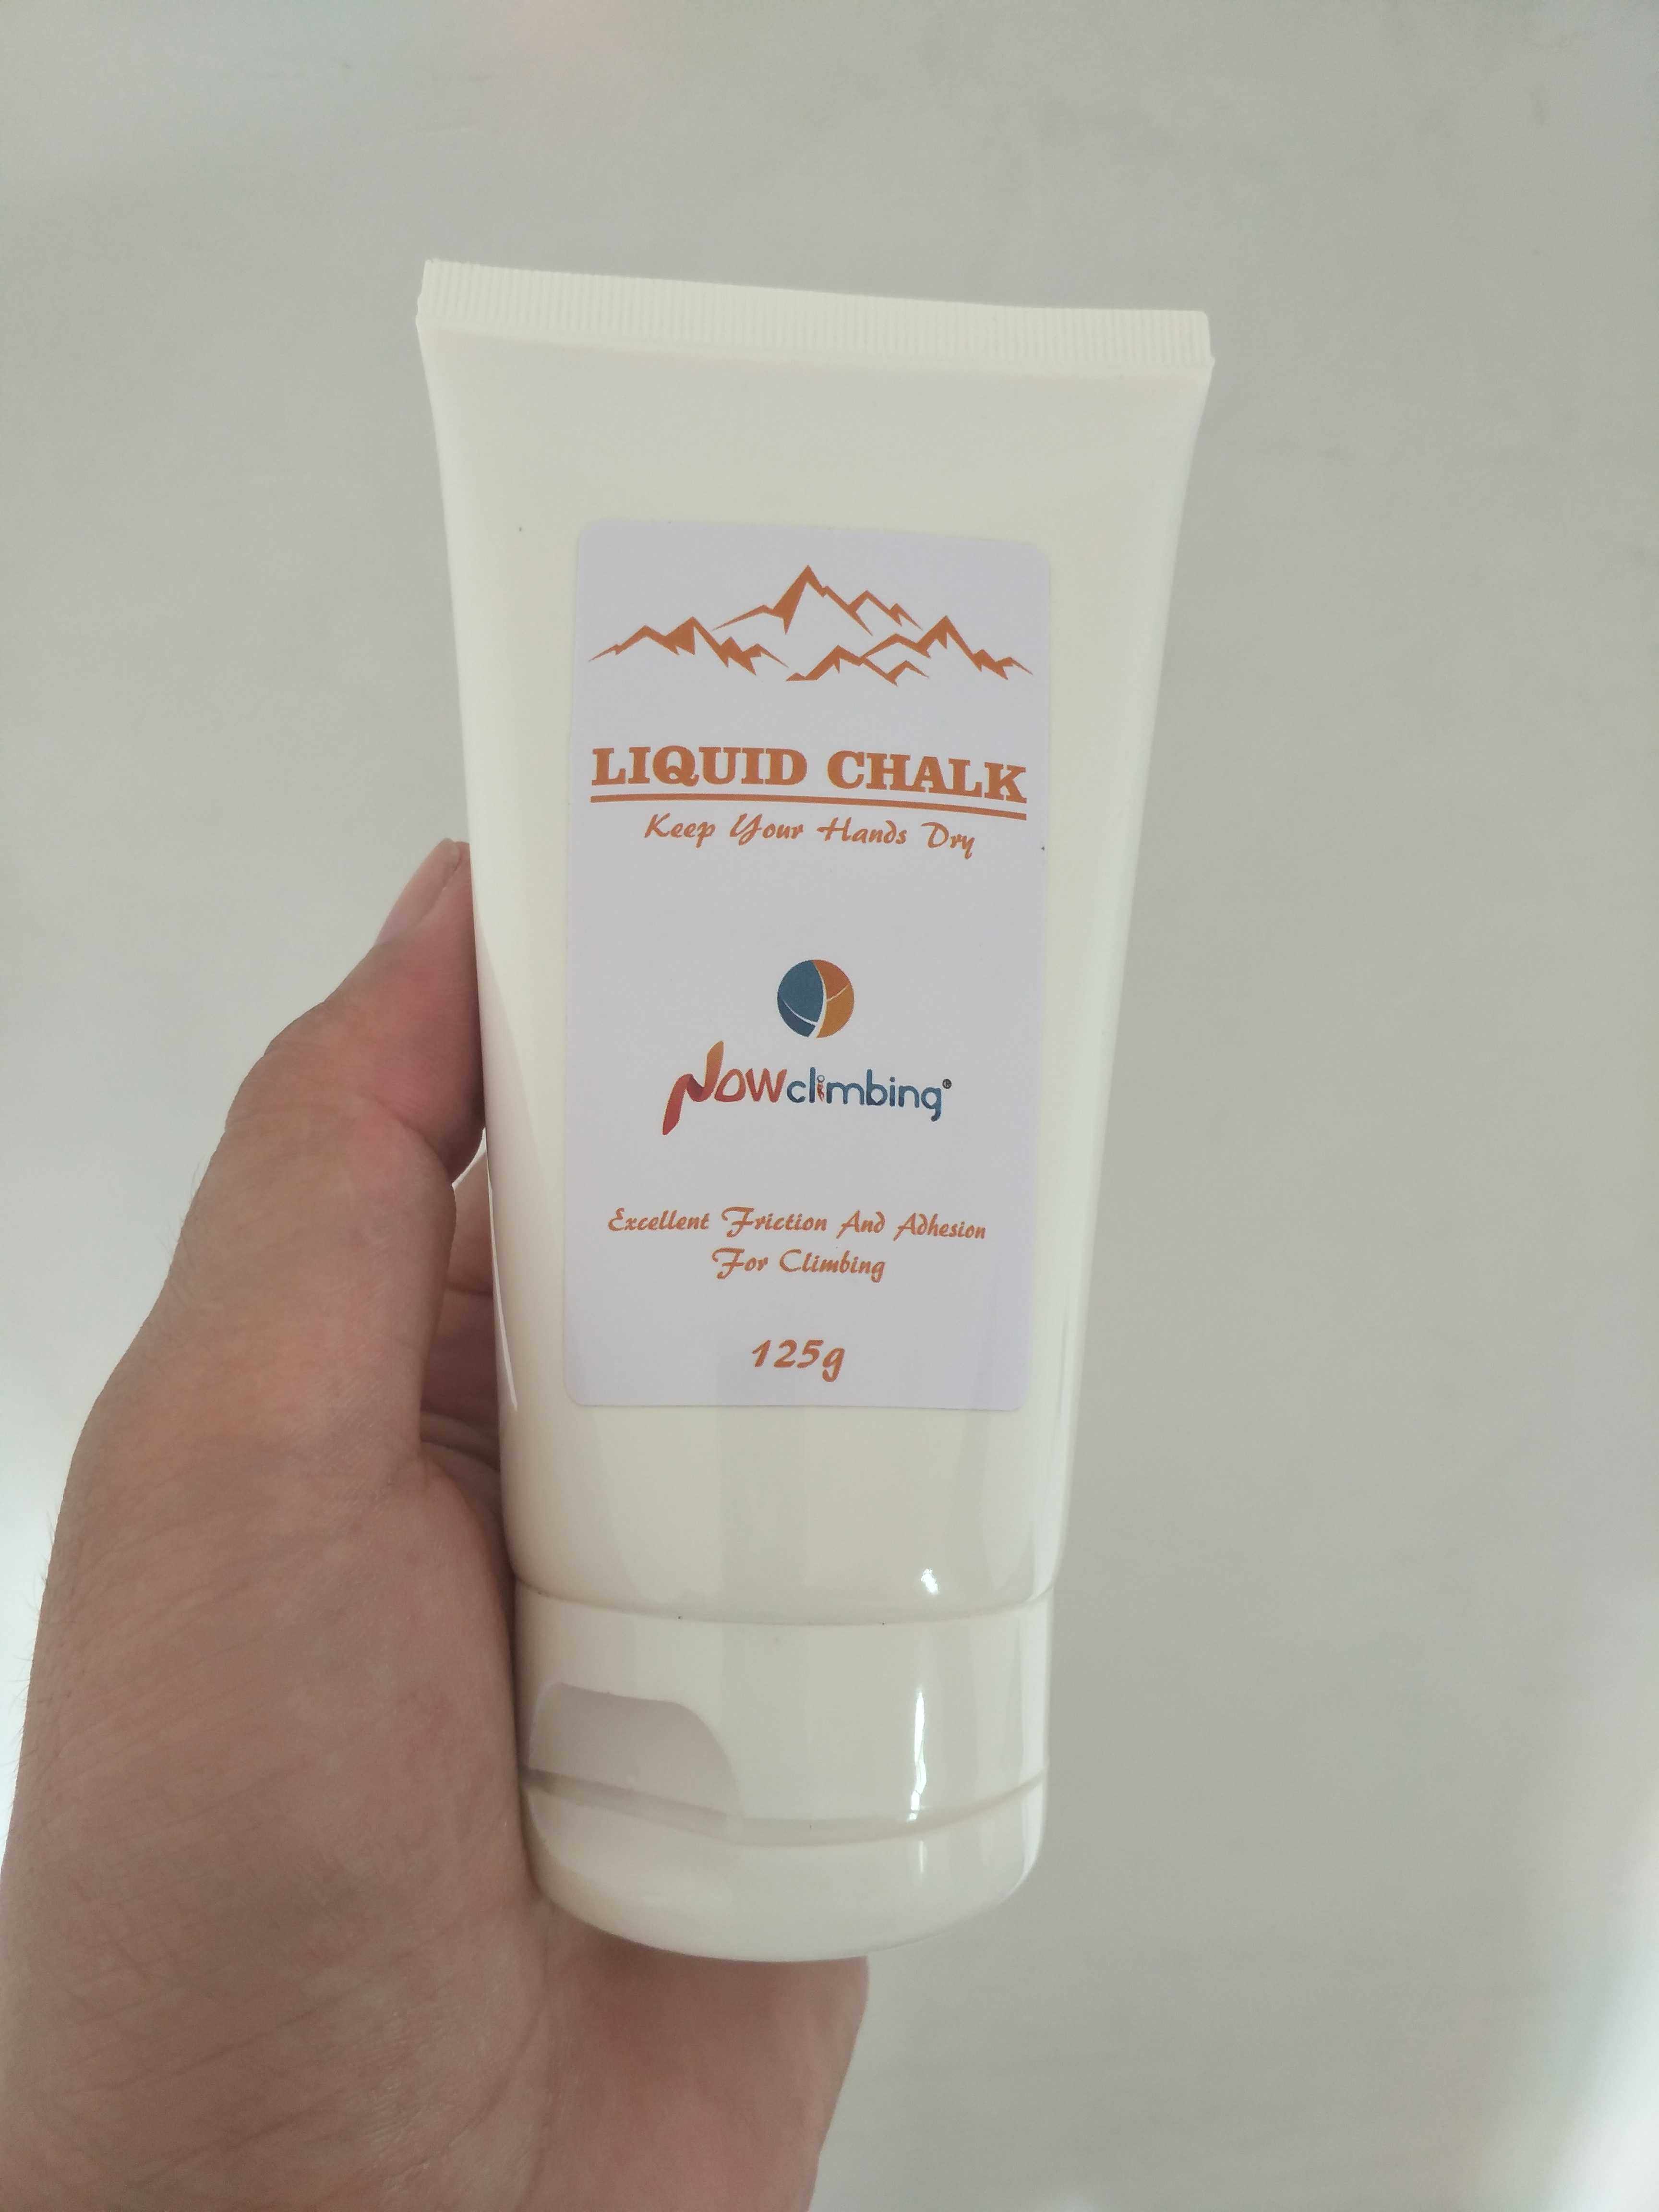 LIQUID CHALK
Keep Your Hands Dry
Nowclimbing
Excellent Friction And Adhesion
For Climbing
125g